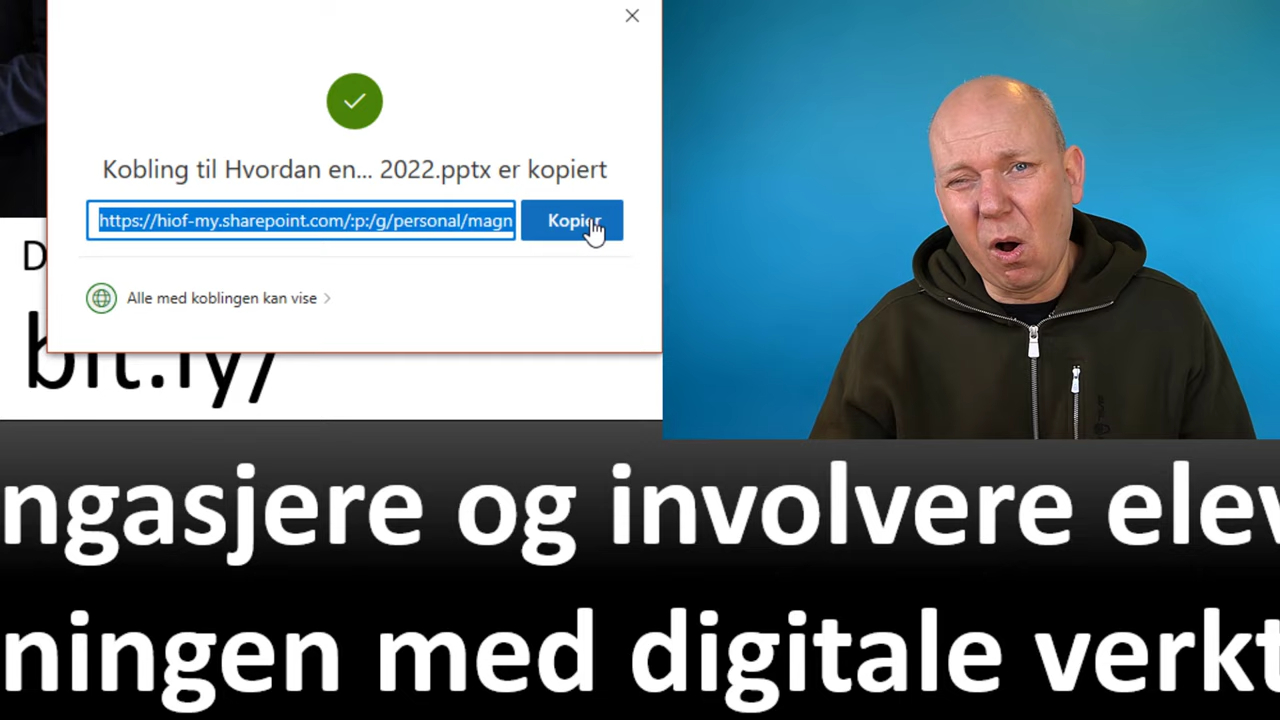 Kobling til Hvordan en... 2022.pptx er kopiert
https://hiof-my.sharepoint.com/:p:/g/personal/magn
Kopier
Alle med koblingen kan vise
D
bit.ly/
ngasjere og involvere elev
ningen med digitale verkt